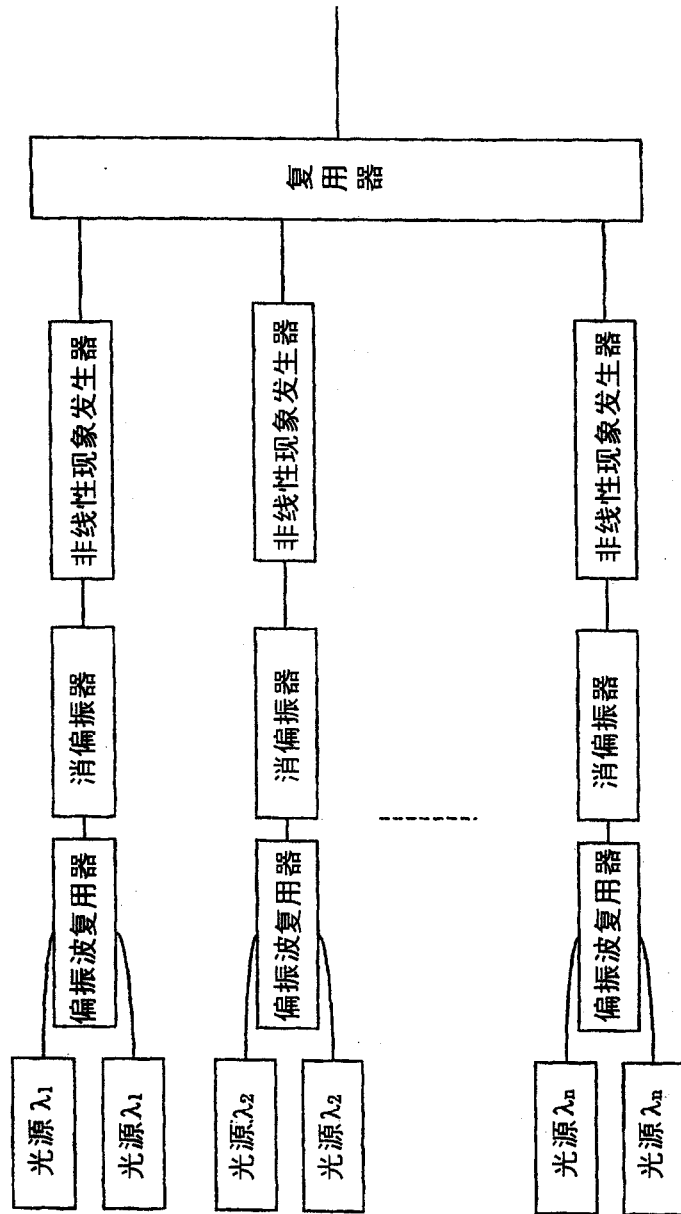 光源λ1
光源λ1
偏振波复用器
消偏振器
非线性现象发生器
光源λ2
光源λ2
偏振波复用器
消偏振器
非线性现象发生器
光源λn
光源λn
偏振波复用器
消偏振器
非线性现象发生器
复用器